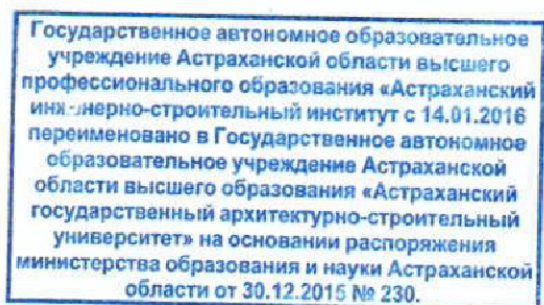 Государственное автономное образовательное
учреждение Астраханской области высшего
профессионального образования «Астраханский
инженерно-строительный институт с 14.01.2016
переименовано в Государственное автономное
образовательное учреждение Астраханской
области высшего образования «Астраханский
государственный архитектурно-строительный
университет» на основании распоряжения
министерства образования и науки Астраханской
области от 30.12.2015 № 230.